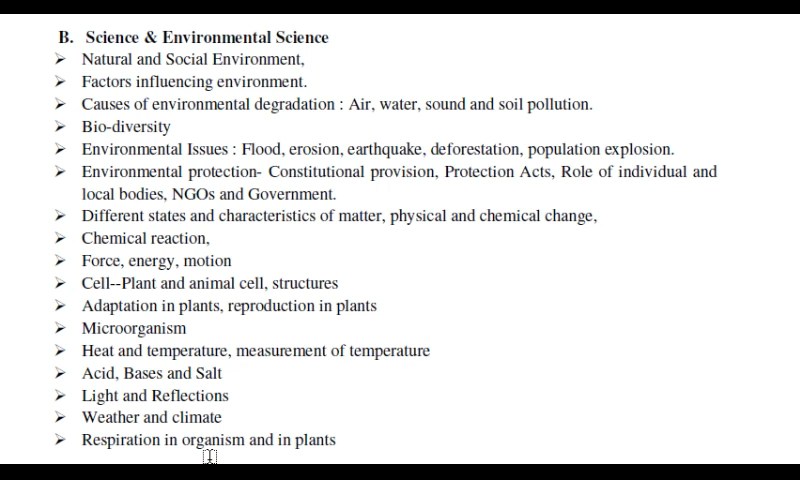 B. Science & Environmental Science
➢ Natural and Social Environment,
➢ Factors influencing environment.
➢ Causes of environmental degradation : Air, water, sound and soil pollution.
➢ Bio-diversity
➢ Environmental Issues : Flood, erosion, earthquake, deforestation, population explosion.
➢ Environmental protection- Constitutional provision, Protection Acts, Role of individual and
local bodies, NGOs and Government.
➢ Different states and characteristics of matter, physical and chemical change,
➢ Chemical reaction,
➢ Force, energy, motion
➢ Cell--Plant and animal cell, structures
➢ Adaptation in plants, reproduction in plants
➢ Microorganism
➢ Heat and temperature, measurement of temperature
➢ Acid, Bases and Salt
➢ Light and Reflections
➢ Weather and climate
➢ Respiration in organism and in plants